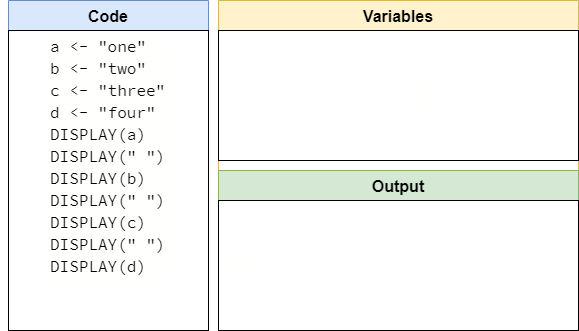 Code
a <- "one"
b <- "two"
c <- "three"
d <- "four"
DISPLAY(a)
DISPLAY(" ")
DISPLAY(b)
DISPLAY(" ")
DISPLAY(c)
DISPLAY(" ")
DISPLAY(d)
Variables
Output